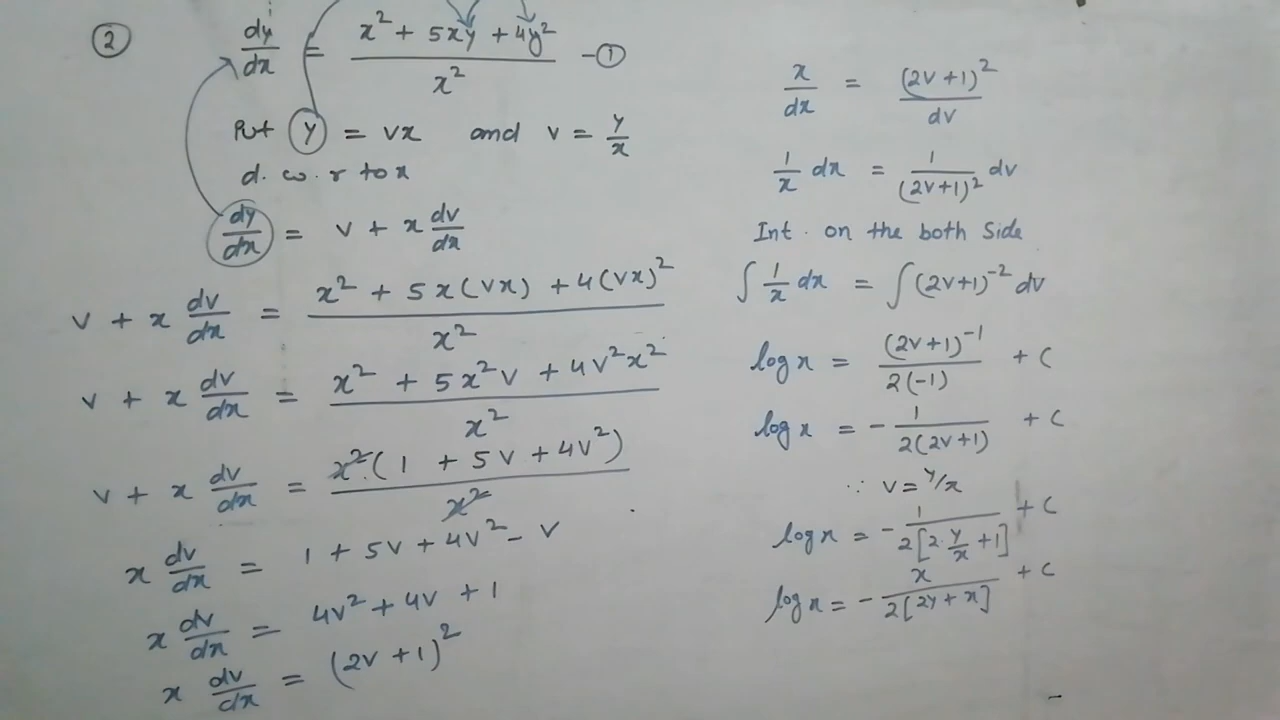 ② dy/dx = (x² + 5xy + 4y²)/x² -①
Put y = vx and v = y/x
d. w. r to x
dy/dx = v + x dv/dx
v + x dv/dx = (x² + 5x(vx) + 4(vx)²)/x²
v + x dv/dx = (x² + 5x²v + 4v²x²)/x²
v + x dv/dx = x²(1 + 5v + 4v²)/x²
x dv/dx = 1 + 5v + 4v² - v
x dv/dx = 4v² + 4v + 1
x dv/dx = (2v + 1)²
x/dx = (2v + 1)²/dv
1/x dx = 1/(2v+1)² dv
Int. on the both side
∫ 1/x dx = ∫ (2v+1)⁻² dv
log x = (2v+1)⁻¹/2(-1) + c
log x = - 1/2(2v+1) + c
∵ v = y/x
log x = - 1/2[2·y/x + 1] + c
log x = - x/2[2y + x] + c